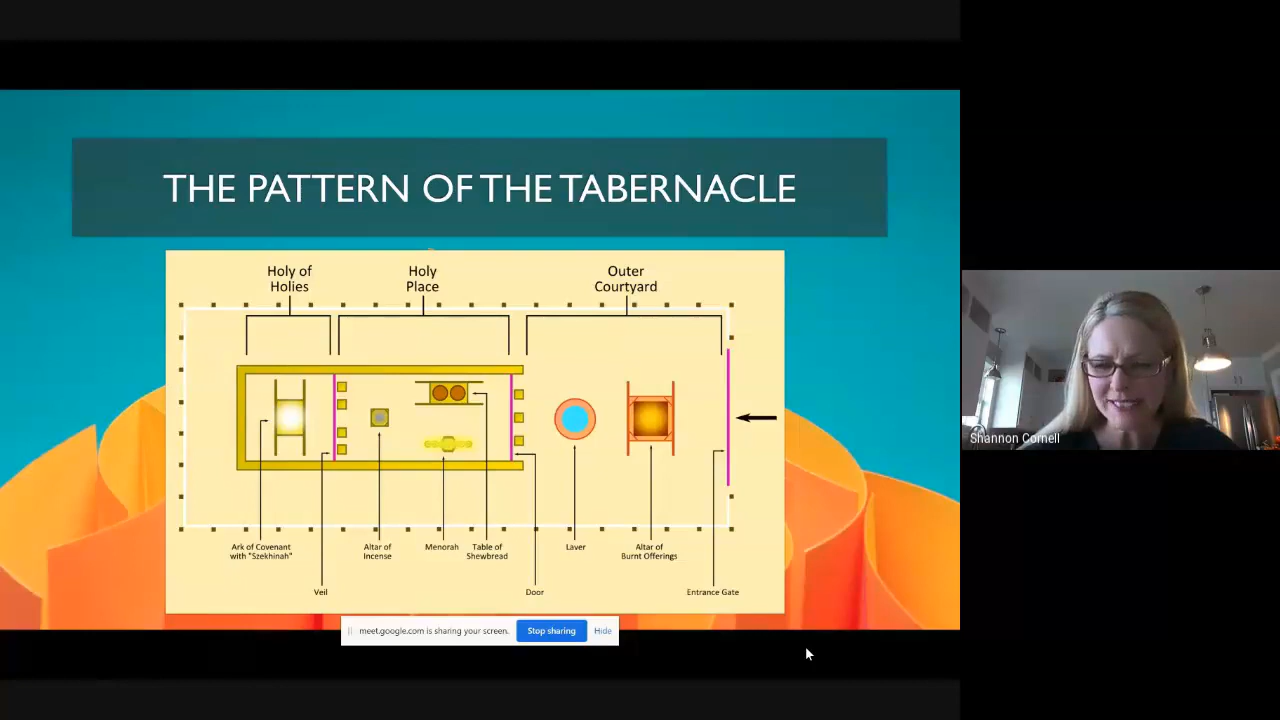 THE PATTERN OF THE TABERNACLE
Holy of
Holies
Holy
Place
Outer
Courtyard
Ark of Covenant
with "Szekhinah"
Altar of
Incense
Menorah
Table of
Shewbread
Laver
Altar of
Burnt Offerings
Veil
Door
Entrance Gate
Shannon Cornell
meet.google.com is sharing your screen.
Stop sharing
Hide